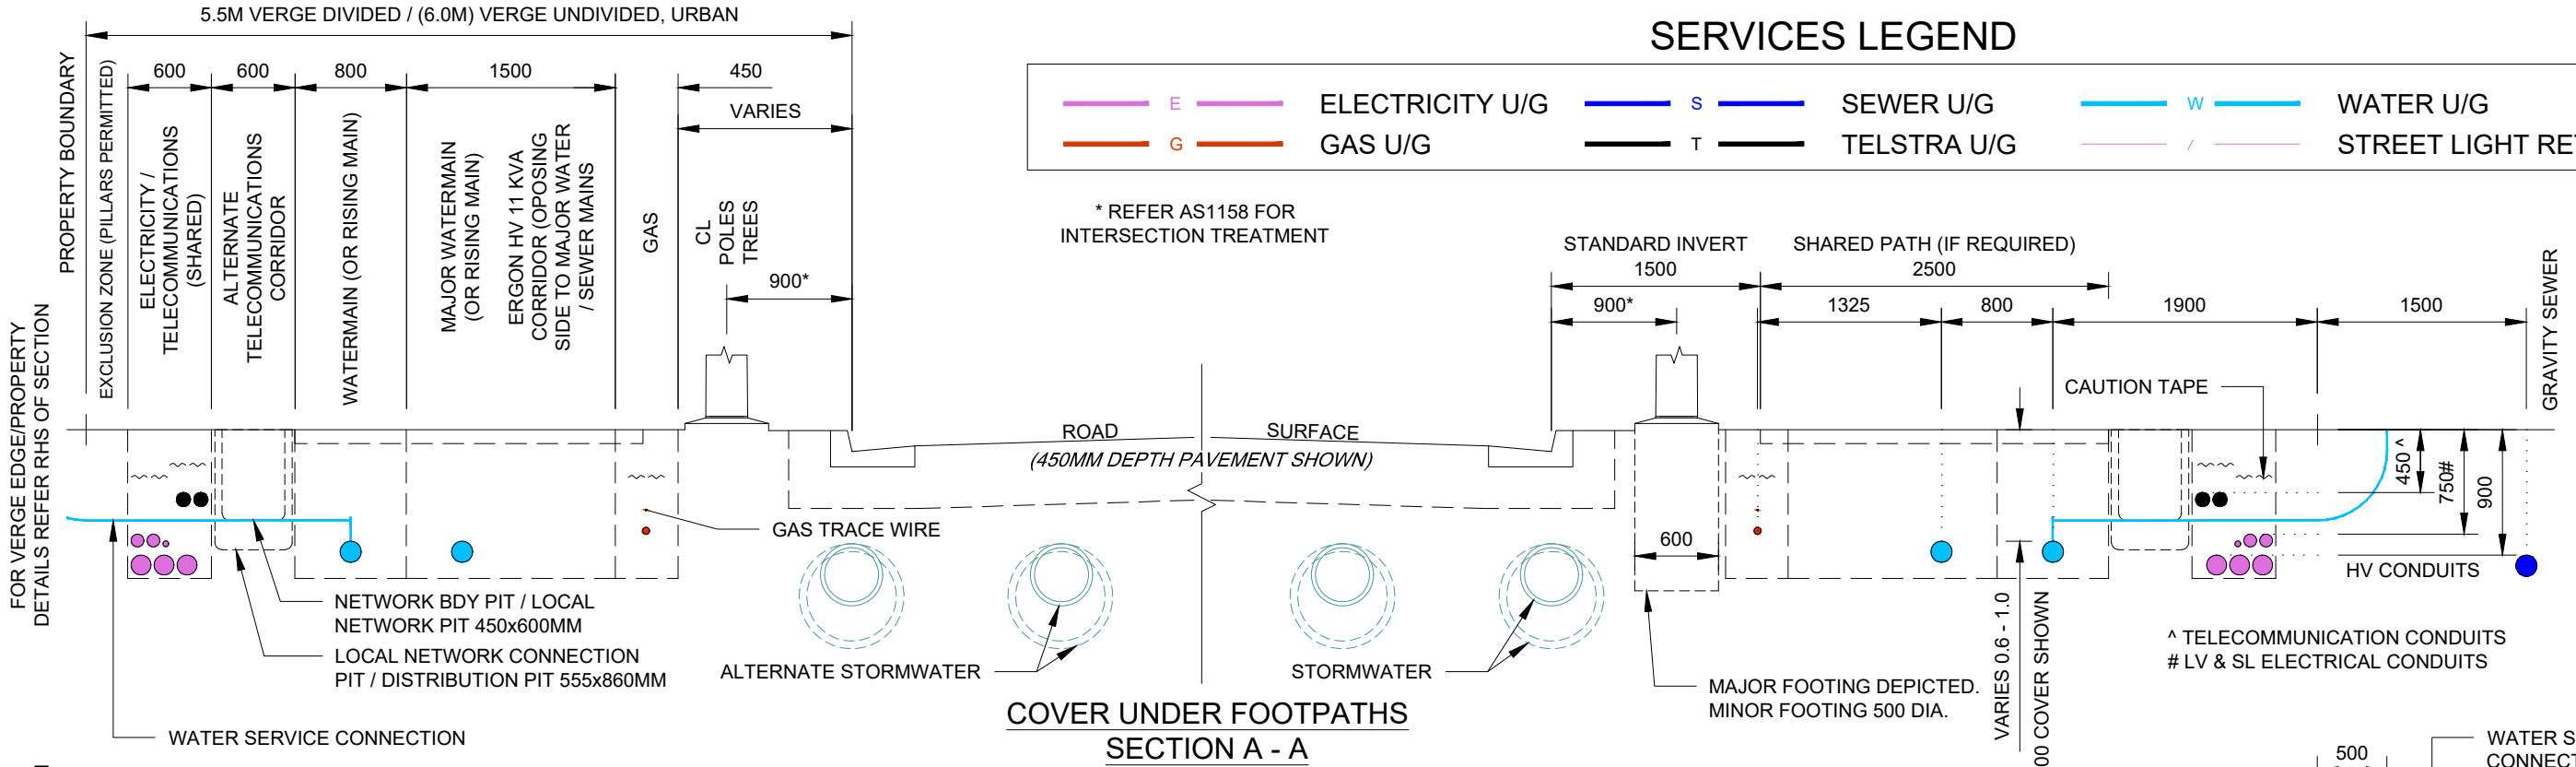 5.5M VERGE DIVIDED / (6.0M) VERGE UNDIVIDED, URBAN
PROPERTY BOUNDARY
EXCLUSION ZONE (PILLARS PERMITTED)
600
600
800
1500
450
VARIES
ELECTRICITY /
TELECOMMUNICATIONS
(SHARED)
ALTERNATE
TELECOMMUNICATIONS
CORRIDOR
WATERMAIN (OR RISING MAIN)
MAJOR WATERMAIN
(OR RISING MAIN)
ERGON HV/ 11 KVA
CORRIDOR (OPOSING
SIDE TO MAJOR WATER
/ SEWER MAINS
GAS
CL
POLES
TREES
900*
FOR VERGE EDGE/PROPERTY
DETAILS REFER RHS OF SECTION
SERVICES LEGEND
E
ELECTRICITY U/G
S
SEWER U/G
W
WATER U/G
G
GAS U/G
T
TELSTRA U/G
/
STREET LIGHT RET
* REFER AS1158 FOR
INTERSECTION TREATMENT
STANDARD INVERT
1500
SHARED PATH (IF REQUIRED)
2500
900*
1325
800
1900
1500
GRAVITY SEWER
CAUTION TAPE
ROAD
SURFACE
(450MM DEPTH PAVEMENT SHOWN)
450 ^
750#
900
GAS TRACE WIRE
600
HV CONDUITS
NETWORK BDY PIT / LOCAL
NETWORK PIT 450x600MM
LOCAL NETWORK CONNECTION
PIT / DISTRIBUTION PIT 555x860MM
ALTERNATE STORMWATER
STORMWATER
MAJOR FOOTING DEPICTED.
MINOR FOOTING 500 DIA.
VARIES 0.6 - 1.0
00 COVER SHOWN
^ TELECOMMUNICATION CONDUITS
# LV & SL ELECTRICAL CONDUITS
WATER SERVICE CONNECTION
COVER UNDER FOOTPATHS
SECTION A - A
500
WATER S
CONNECT